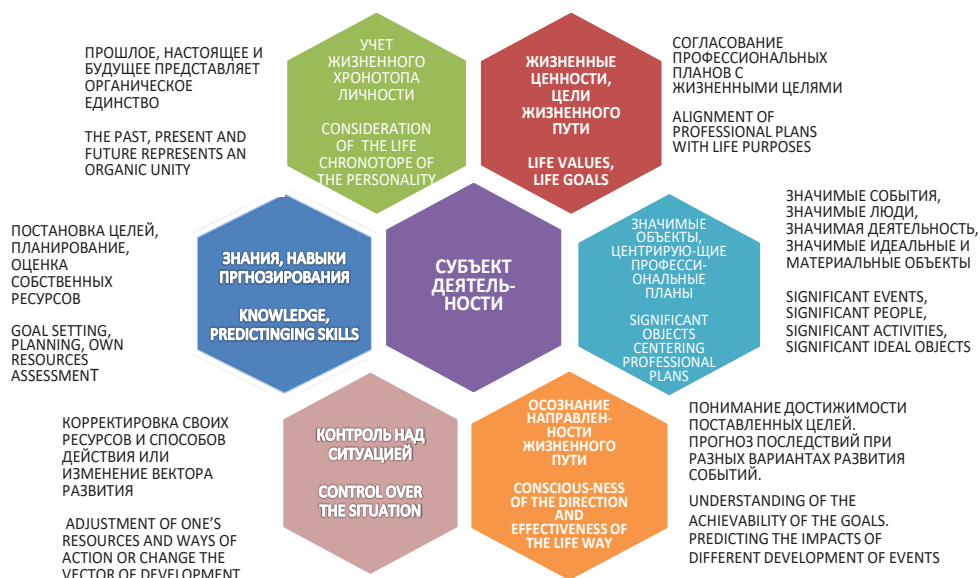 ПРОШЛОЕ, НАСТОЯЩЕЕ И
БУДУЩЕЕ ПРЕДСТАВЛЯЕТ
ОРГАНИЧЕСКОЕ
ЕДИНСТВО
THE PAST, PRESENT AND
FUTURE REPRESENTS AN
ORGANIC UNITY
УЧЕТ
ЖИЗНЕННОГО
ХРОНОТОПА
ЛИЧНОСТИ
CONSIDERATION
OF THE LIFE
CHRONOTOPE OF
THE PERSONALITY
ЖИЗНЕННЫЕ
ЦЕННОСТИ,
ЦЕЛИ
ЖИЗНЕННОГО
ПУТИ
LIFE VALUES,
LIFE GOALS
СОГЛАСОВАНИЕ
ПРОФЕССИОНАЛЬНЫХ
ПЛАНОВ С
ЖИЗНЕННЫМИ ЦЕЛЯМИ
ALIGNMENT OF
PROFESSIONAL PLANS
WITH LIFE PURPOSES
ПОСТАНОВКА ЦЕЛЕЙ,
ПЛАНИРОВАНИЕ,
ОЦЕНКА
СОБСТВЕННЫХ
РЕСУРСОВ
GOAL SETTING,
PLANNING, OWN
RESOURCES
ASSESSMENT
ЗНАНИЯ, НАВЫКИ
ПРГНОЗИРОВАНИЯ
KNOWLEDGE,
PREDICTINGING SKILLS
СУБЪЕКТ
ДЕЯТЕЛЬ-
НОСТИ
ЗНАЧИМЫЕ
ОБЪЕКТЫ,
ЦЕНТРИРУЮ-ЩИЕ
ПРОФЕССИ-
ОНАЛЬНЫЕ
ПЛАНЫ
SIGNIFICANT
OBJECTS
CENTERING
PROFESSIONAL
PLANS
ЗНАЧИМЫЕ СОБЫТИЯ,
ЗНАЧИМЫЕ ЛЮДИ,
ЗНАЧИМАЯ ДЕЯТЕЛЬНОСТЬ,
ЗНАЧИМЫЕ ИДЕАЛЬНЫЕ И
МАТЕРИАЛЬНЫЕ ОБЪЕКТЫ
SIGNIFICANT EVENTS,
SIGNIFICANT PEOPLE,
SIGNIFICANT ACTIVITIES,
SIGNIFICANT IDEAL OBJECTS
КОРРЕКТИРОВКА СВОИХ
РЕСУРСОВ И СПОСОБОВ
ДЕЙСТВИЯ ИЛИ
ИЗМЕНЕНИЕ ВЕКТОРА
РАЗВИТИЯ
ADJUSTMENT OF ONE’S
RESOURCES AND WAYS OF
ACTION OR CHANGE THE
VECTOR OF DEVELOPMENT
КОНТРОЛЬ НАД
СИТУАЦИЕЙ
CONTROL OVER
THE SITUATION
ОСОЗНАНИЕ
НАПРАВЛЕН-
НОСТИ
ЖИЗНЕННОГО
ПУТИ
CONSCIOUS-NESS
OF THE DIRECTION
AND
EFFECTIVENESS OF
THE LIFE WAY
ПОНИМАНИЕ ДОСТИЖИМОСТИ
ПОСТАВЛЕННЫХ ЦЕЛЕЙ.
ПРОГНОЗ ПОСЛЕДСТВИЙ ПРИ
РАЗНЫХ ВАРИАНТАХ РАЗВИТИЯ
СОБЫТИЙ.
UNDERSTANDING OF THE
ACHIEVABILITY OF THE GOALS.
PREDICTING THE IMPACTS OF
DIFFERENT DEVELOPMENT OF EVENTS